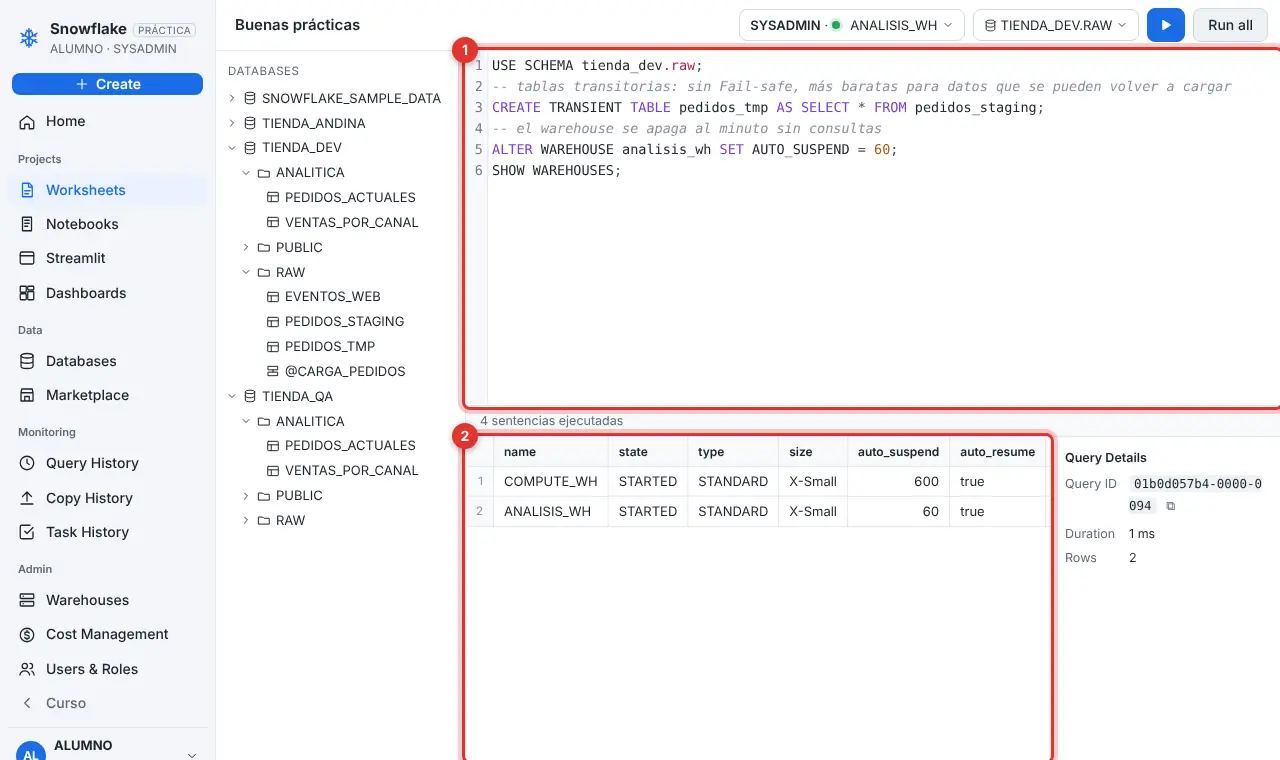 Snowflake PRÁCTICA
ALUMNO · SYSADMIN
Create
Home
Projects
Worksheets
Notebooks
Streamlit
Dashboards
Data
Databases
Marketplace
Monitoring
Query History
Copy History
Task History
Admin
Warehouses
Cost Management
Users & Roles
Curso
AL
ALUMNO
Buenas prácticas
SYSADMIN · ANALISIS_WH
TIENDA_DEV.RAW
Run all
DATABASES
SNOWFLAKE_SAMPLE_DATA
TIENDA_ANDINA
TIENDA_DEV
ANALITICA
PEDIDOS_ACTUALES
VENTAS_POR_CANAL
PUBLIC
RAW
EVENTOS_WEB
PEDIDOS_STAGING
PEDIDOS_TMP
@CARGA_PEDIDOS
TIENDA_QA
ANALITICA
PEDIDOS_ACTUALES
VENTAS_POR_CANAL
PUBLIC
RAW
1
1 USE SCHEMA tienda_dev.raw;
2 -- tablas transitorias: sin Fail-safe, más baratas para datos que se pueden volver a cargar
3 CREATE TRANSIENT TABLE pedidos_tmp AS SELECT * FROM pedidos_staging;
4 -- el warehouse se apaga al minuto sin consultas
5 ALTER WAREHOUSE analisis_wh SET AUTO_SUSPEND = 60;
6 SHOW WAREHOUSES;
4 sentencias ejecutadas
2
name state type size auto_suspend auto_resume
1 COMPUTE_WH STARTED STANDARD X-Small 600 true
2 ANALISIS_WH STARTED STANDARD X-Small 60 true
Query Details
Query ID 01b0d057b4-0000-0
094
Duration 1 ms
Rows 2